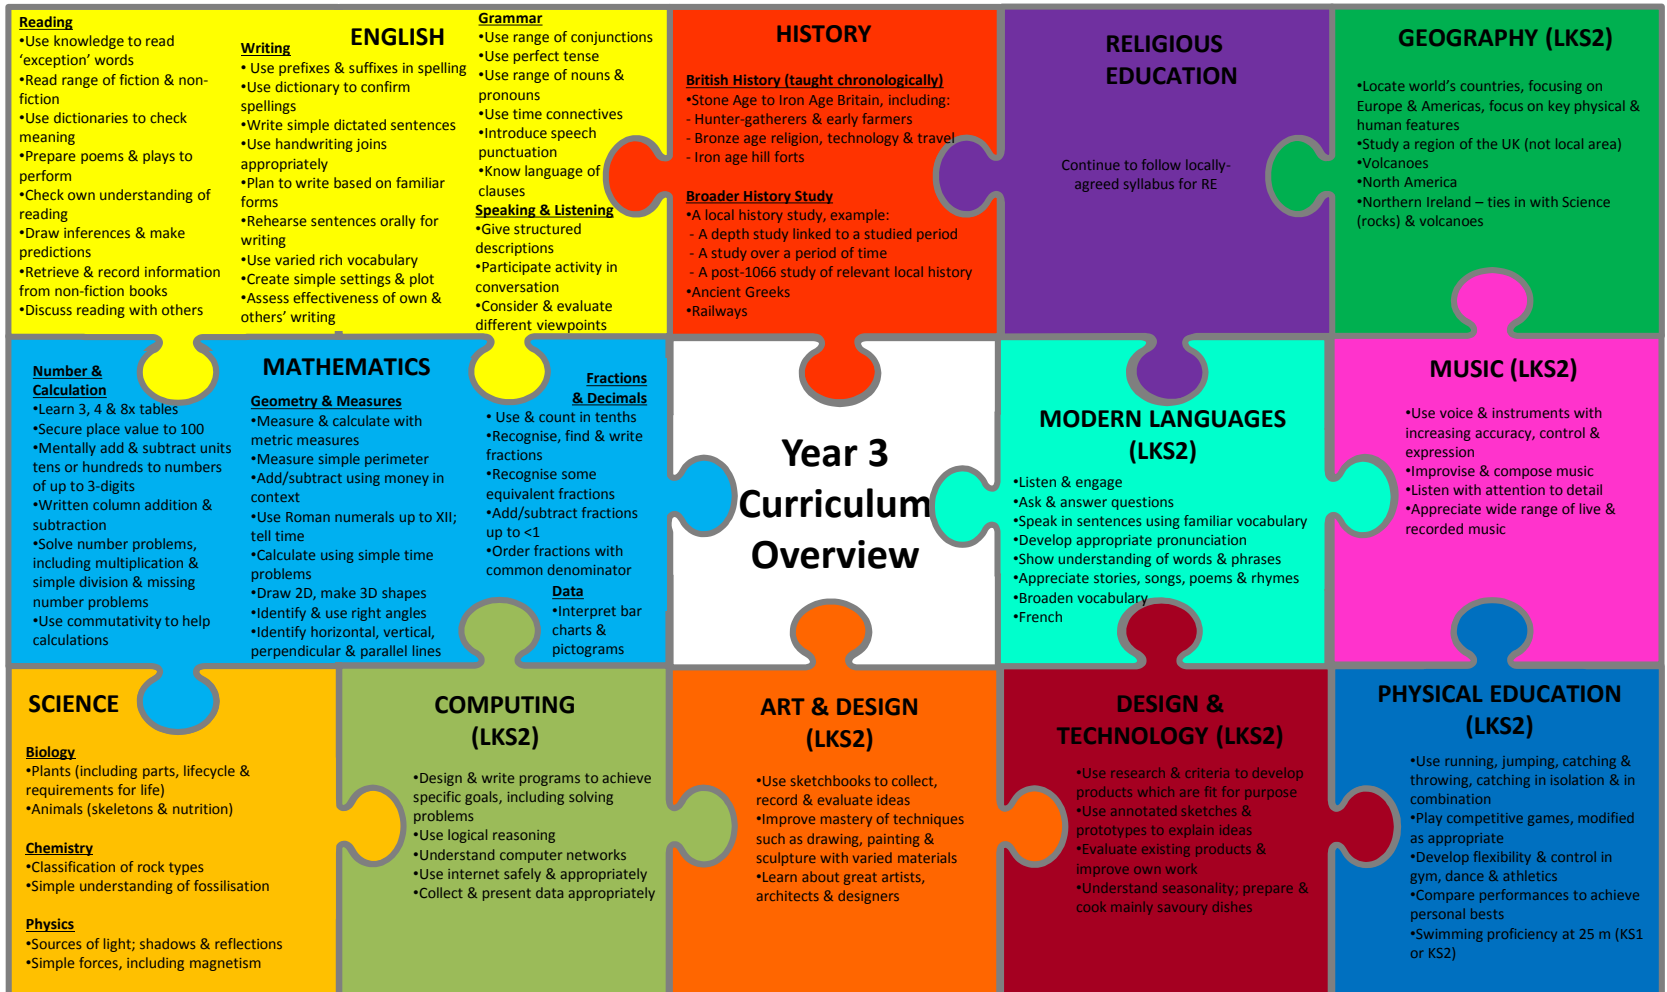 ENGLISH
Reading
•Use knowledge to read
‘exception’ words
•Read range of fiction & non-
fiction
•Use dictionaries to check
meaning
•Prepare poems & plays to
perform
•Check own understanding of
reading
•Draw inferences & make
predictions
•Retrieve & record information
from non-fiction books
•Discuss reading with others
Writing
• Use prefixes & suffixes in spelling
•Use dictionary to confirm
spellings
•Write simple dictated sentences
•Use handwriting joins
appropriately
•Plan to write based on familiar
forms
•Rehearse sentences orally for
writing
•Use varied rich vocabulary
•Create simple settings & plot
•Assess effectiveness of own &
others’ writing
Grammar
•Use range of conjunctions
•Use perfect tense
•Use range of nouns &
pronouns
•Use time connectives
•Introduce speech
punctuation
•Know language of
clauses
Speaking & Listening
•Give structured
descriptions
•Participate activity in
conversation
•Consider & evaluate
different viewpoints
HISTORY
British History (taught chronologically)
•Stone Age to Iron Age Britain, including:
- Hunter-gatherers & early farmers
- Bronze age religion, technology & travel
- Iron age hill forts
Broader History Study
•A local history study, example:
- A depth study linked to a studied period
- A study over a period of time
- A post-1066 study of relevant local history
•Ancient Greeks
•Railways
RELIGIOUS
EDUCATION
Continue to follow locally-
agreed syllabus for RE
GEOGRAPHY (LKS2)
•Locate world’s countries, focusing on
Europe & Americas, focus on key physical &
human features
•Study a region of the UK (not local area)
•Volcanoes
•North America
•Northern Ireland – ties in with Science
(rocks) & volcanoes
MATHEMATICS
Number &
Calculation
•Learn 3, 4 & 8x tables
•Secure place value to 100
•Mentally add & subtract units
tens or hundreds to numbers
of up to 3-digits
•Written column addition &
subtraction
•Solve number problems,
including multiplication &
simple division & missing
number problems
•Use commutativity to help
calculations
Geometry & Measures
•Measure & calculate with
metric measures
•Measure simple perimeter
•Add/subtract using money in
context
•Use Roman numerals up to XII;
tell time
•Calculate using simple time
problems
•Draw 2D, make 3D shapes
•Identify & use right angles
•Identify horizontal, vertical,
perpendicular & parallel lines
Fractions
& Decimals
• Use & count in tenths
•Recognise, find & write
fractions
•Recognise some
equivalent fractions
•Add/subtract fractions
up to <1
•Order fractions with
common denominator
Data
•Interpret bar
charts &
pictograms
Year 3
Curriculum
Overview
MODERN LANGUAGES
(LKS2)
•Listen & engage
•Ask & answer questions
•Speak in sentences using familiar vocabulary
•Develop appropriate pronunciation
•Show understanding of words & phrases
•Appreciate stories, songs, poems & rhymes
•Broaden vocabulary
•French
MUSIC (LKS2)
•Use voice & instruments with
increasing accuracy, control &
expression
•Improvise & compose music
•Listen with attention to detail
•Appreciate wide range of live &
recorded music
SCIENCE
Biology
•Plants (including parts, lifecycle &
requirements for life)
•Animals (skeletons & nutrition)
Chemistry
•Classification of rock types
•Simple understanding of fossilisation
Physics
•Sources of light; shadows & reflections
•Simple forces, including magnetism
COMPUTING
(LKS2)
•Design & write programs to achieve
specific goals, including solving
problems
•Use logical reasoning
•Understand computer networks
•Use internet safely & appropriately
•Collect & present data appropriately
ART & DESIGN
(LKS2)
•Use sketchbooks to collect,
record & evaluate ideas
•Improve mastery of techniques
such as drawing, painting &
sculpture with varied materials
•Learn about great artists,
architects & designers
DESIGN &
TECHNOLOGY (LKS2)
•Use research & criteria to develop
products which are fit for purpose
•Use annotated sketches &
prototypes to explain ideas
•Evaluate existing products &
improve own work
•Understand seasonality; prepare &
cook mainly savoury dishes
PHYSICAL EDUCATION
(LKS2)
•Use running, jumping, catching &
throwing, catching in isolation & in
combination
•Play competitive games, modified
as appropriate
•Develop flexibility & control in
gym, dance & athletics
•Compare performances to achieve
personal bests
•Swimming proficiency at 25 m (KS1
or KS2)